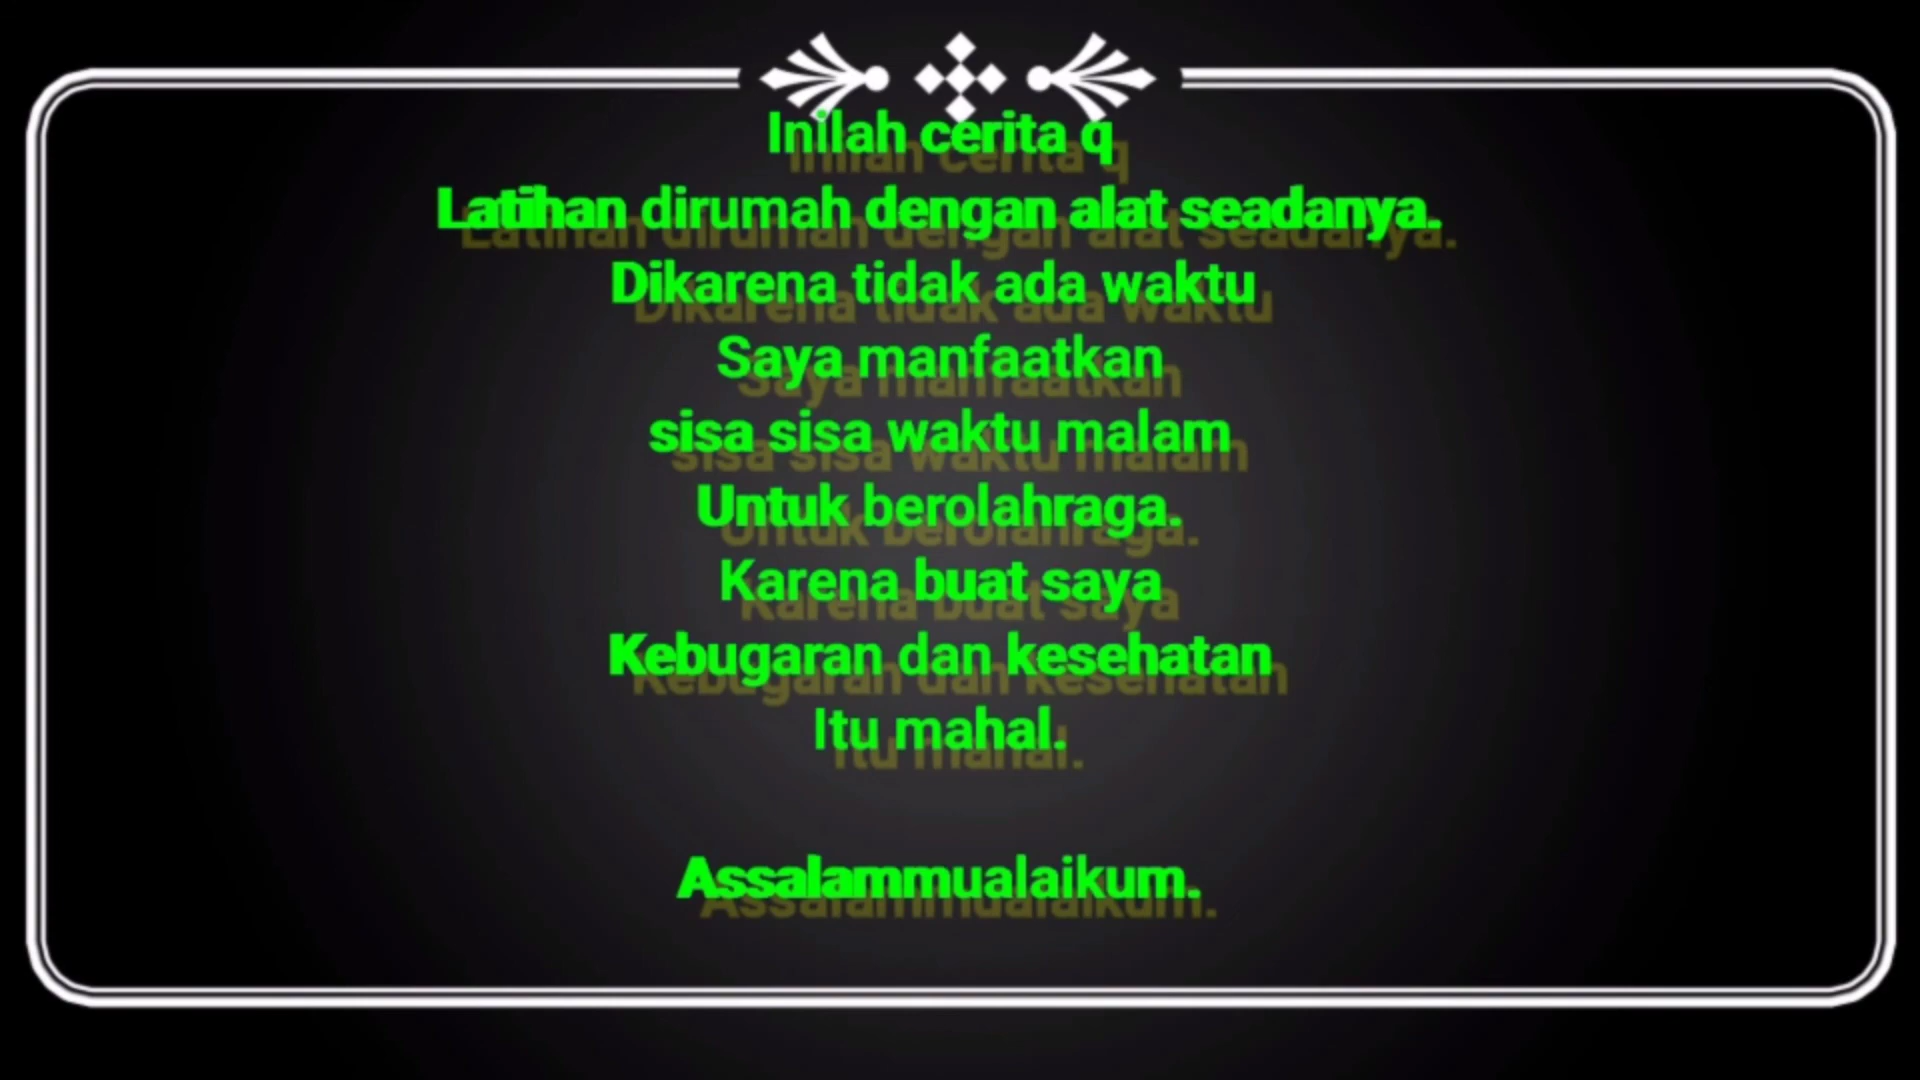 Inilah cerita q
Latihan dirumah dengan alat seadanya.
Dikarena tidak ada waktu
Saya manfaatkan
sisa sisa waktu malam
Untuk berolahraga.
Karena buat saya
Kebugaran dan kesehatan
Itu mahal.
Assalammualaikum.